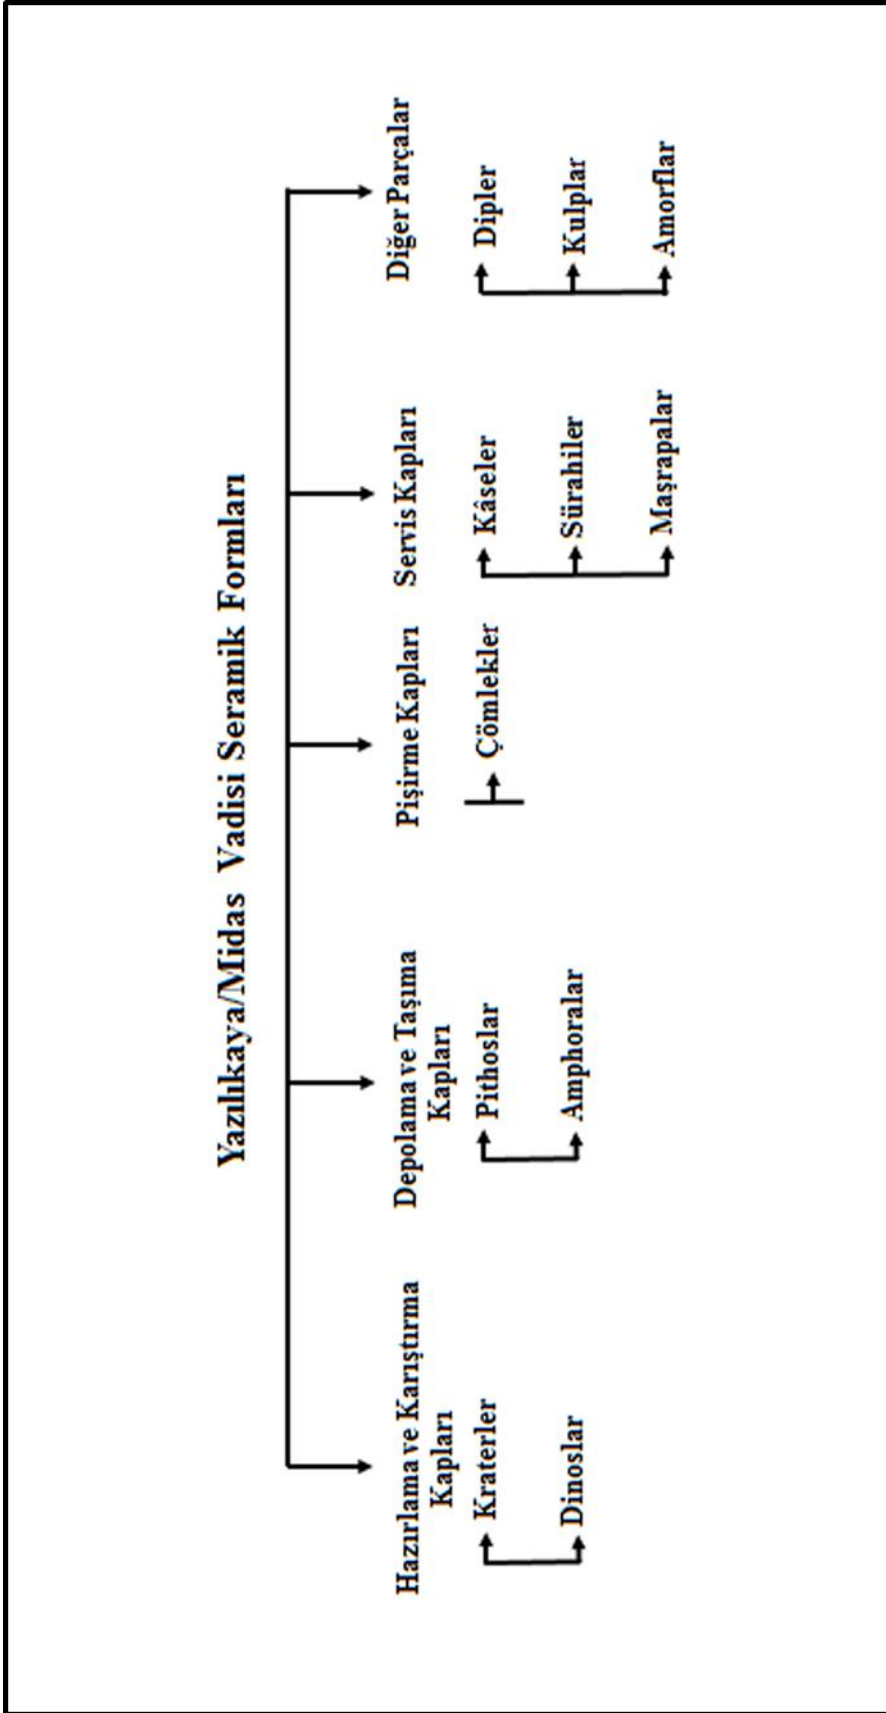 Yazılıkaya/Midas Vadisi Seramik Formları
Hazırlama ve Karıştırma
Kapları
Kraterler
Dinoslar
Depolama ve Taşıma
Kapları
Pithoslar
Amphoralar
Pişirme Kapları
Çömlekler
Servis Kapları
Kâseler
Sürahiler
Maşrapalar
Diğer Parçalar
Dipler
Kulplar
Amorflar